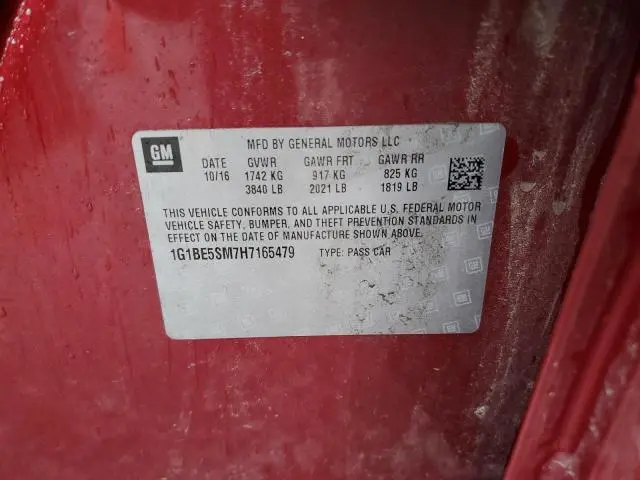 GM
MFD BY GENERAL MOTORS LLC
DATE GVWR GAWR FRT GAWR RR
10/16 1742 KG 917 KG 825 KG
3840 LB 2021 LB 1819 LB
THIS VEHICLE CONFORMS TO ALL APPLICABLE U.S. FEDERAL MOTOR
VEHICLE SAFETY, BUMPER, AND THEFT PREVENTION STANDARDS IN
EFFECT ON THE DATE OF MANUFACTURE SHOWN ABOVE.
1G1BE5SM7H7165479 TYPE: PASS CAR